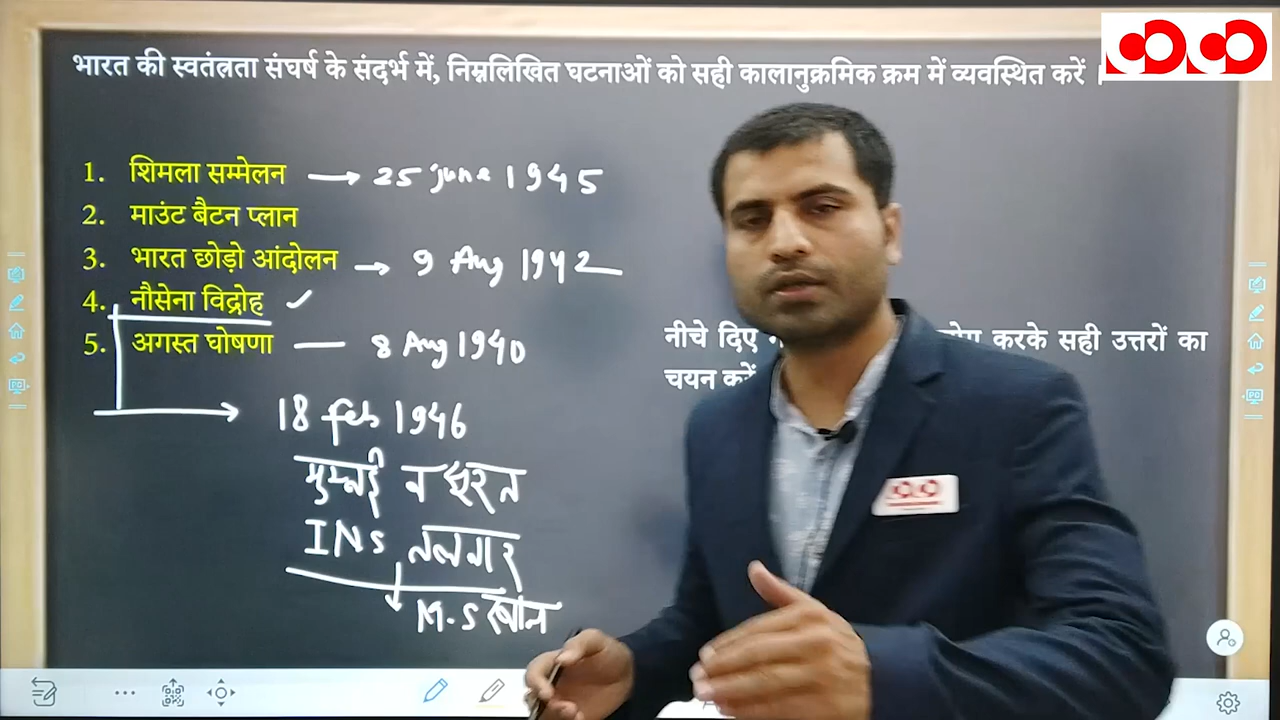 भारत की स्वतंत्रता संघर्ष के संदर्भ में, निम्नलिखित घटनाओं को सही कालानुक्रमिक क्रम में व्यवस्थित करें ।
1. शिमला सम्मेलन → 25 june 1945
2. माउंट बैटन प्लान
3. भारत छोड़ो आंदोलन → 9 Aug 1942
4. नौसेना विद्रोह ✓
5. अगस्त घोषणा — 8 Aug 1940
→ 18 feb 1946
मुम्बई व
INS तलवार
M.S खान
नीचे दिए करके सही उत्तरों का
चयन करें